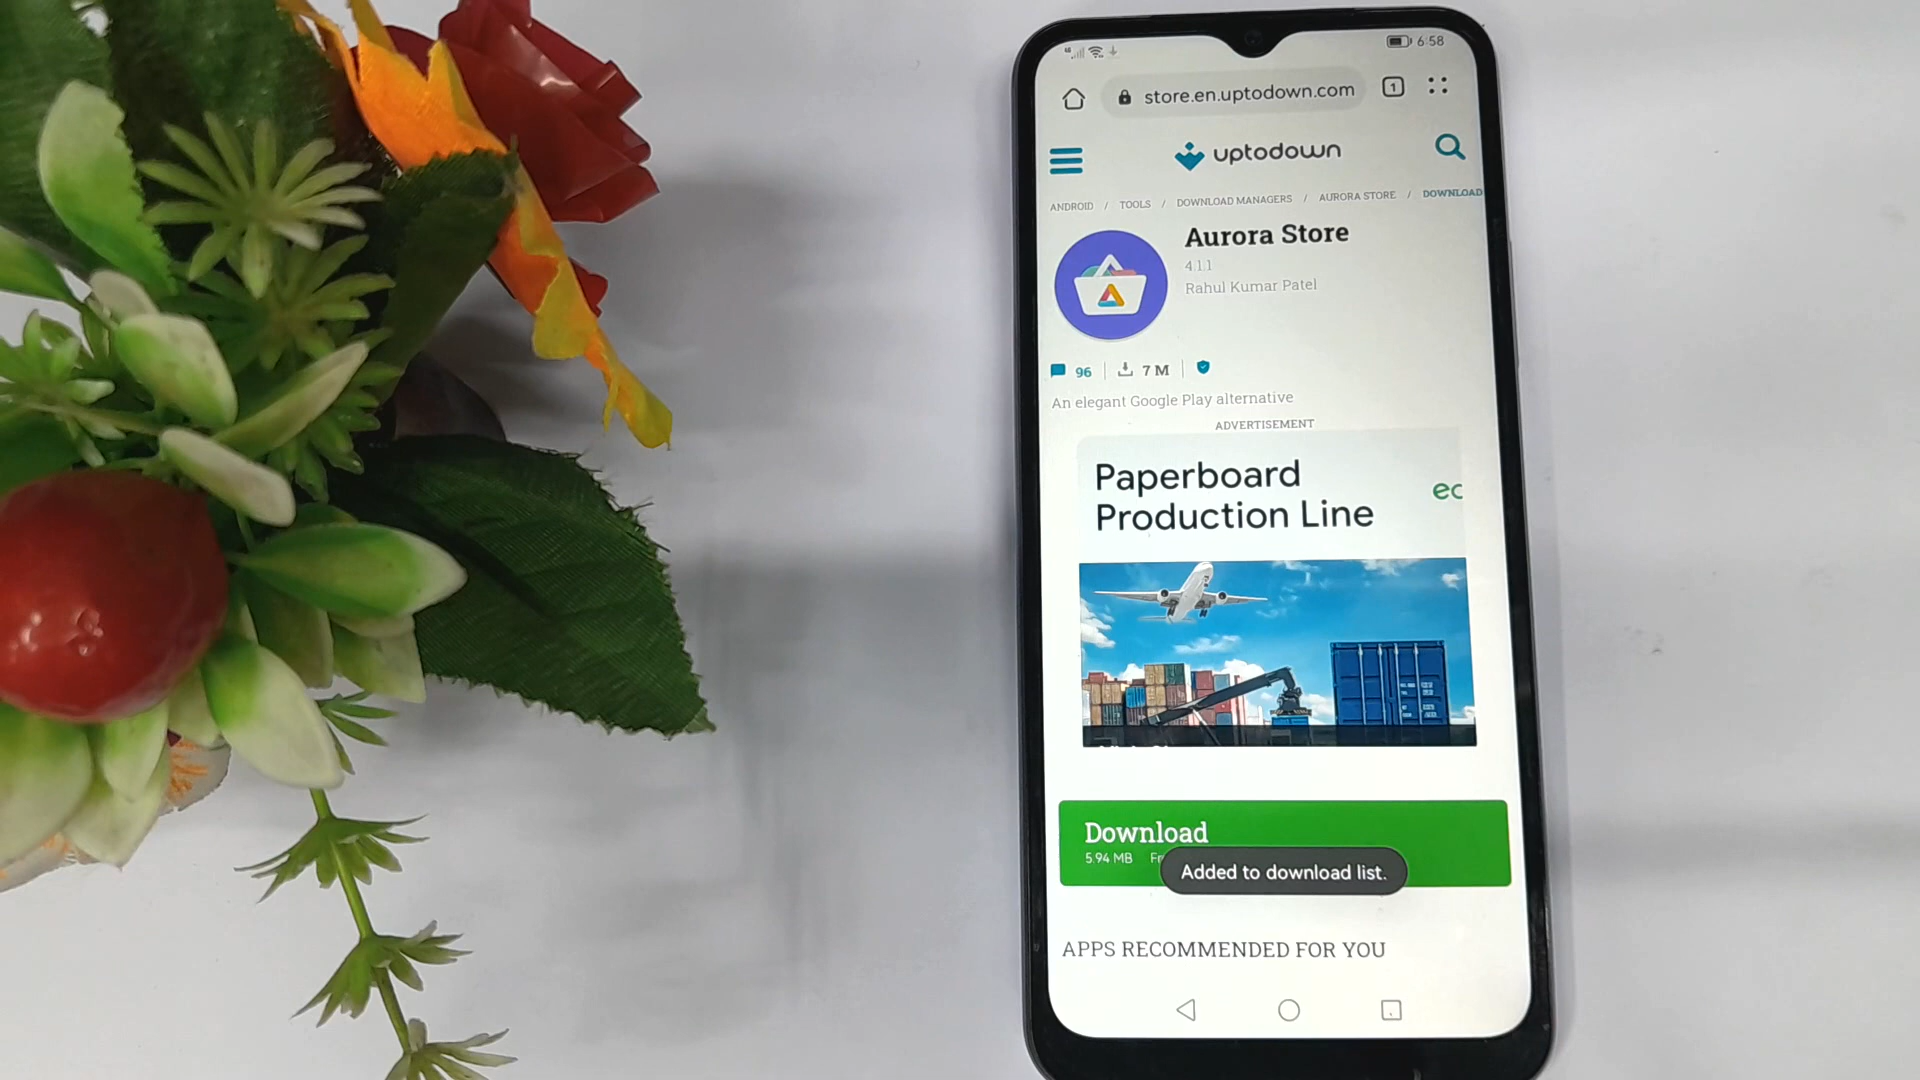 6:58
store.en.uptodown.com
1
uptodown
ANDROID / TOOLS / DOWNLOAD MANAGERS / AURORA STORE / DOWNLOAD
Aurora Store
4.1.1
Rahul Kumar Patel
96
7 M
An elegant Google Play alternative
ADVERTISEMENT
Paperboard
Production Line
Download
5.94 MB
Added to download list.
APPS RECOMMENDED FOR YOU